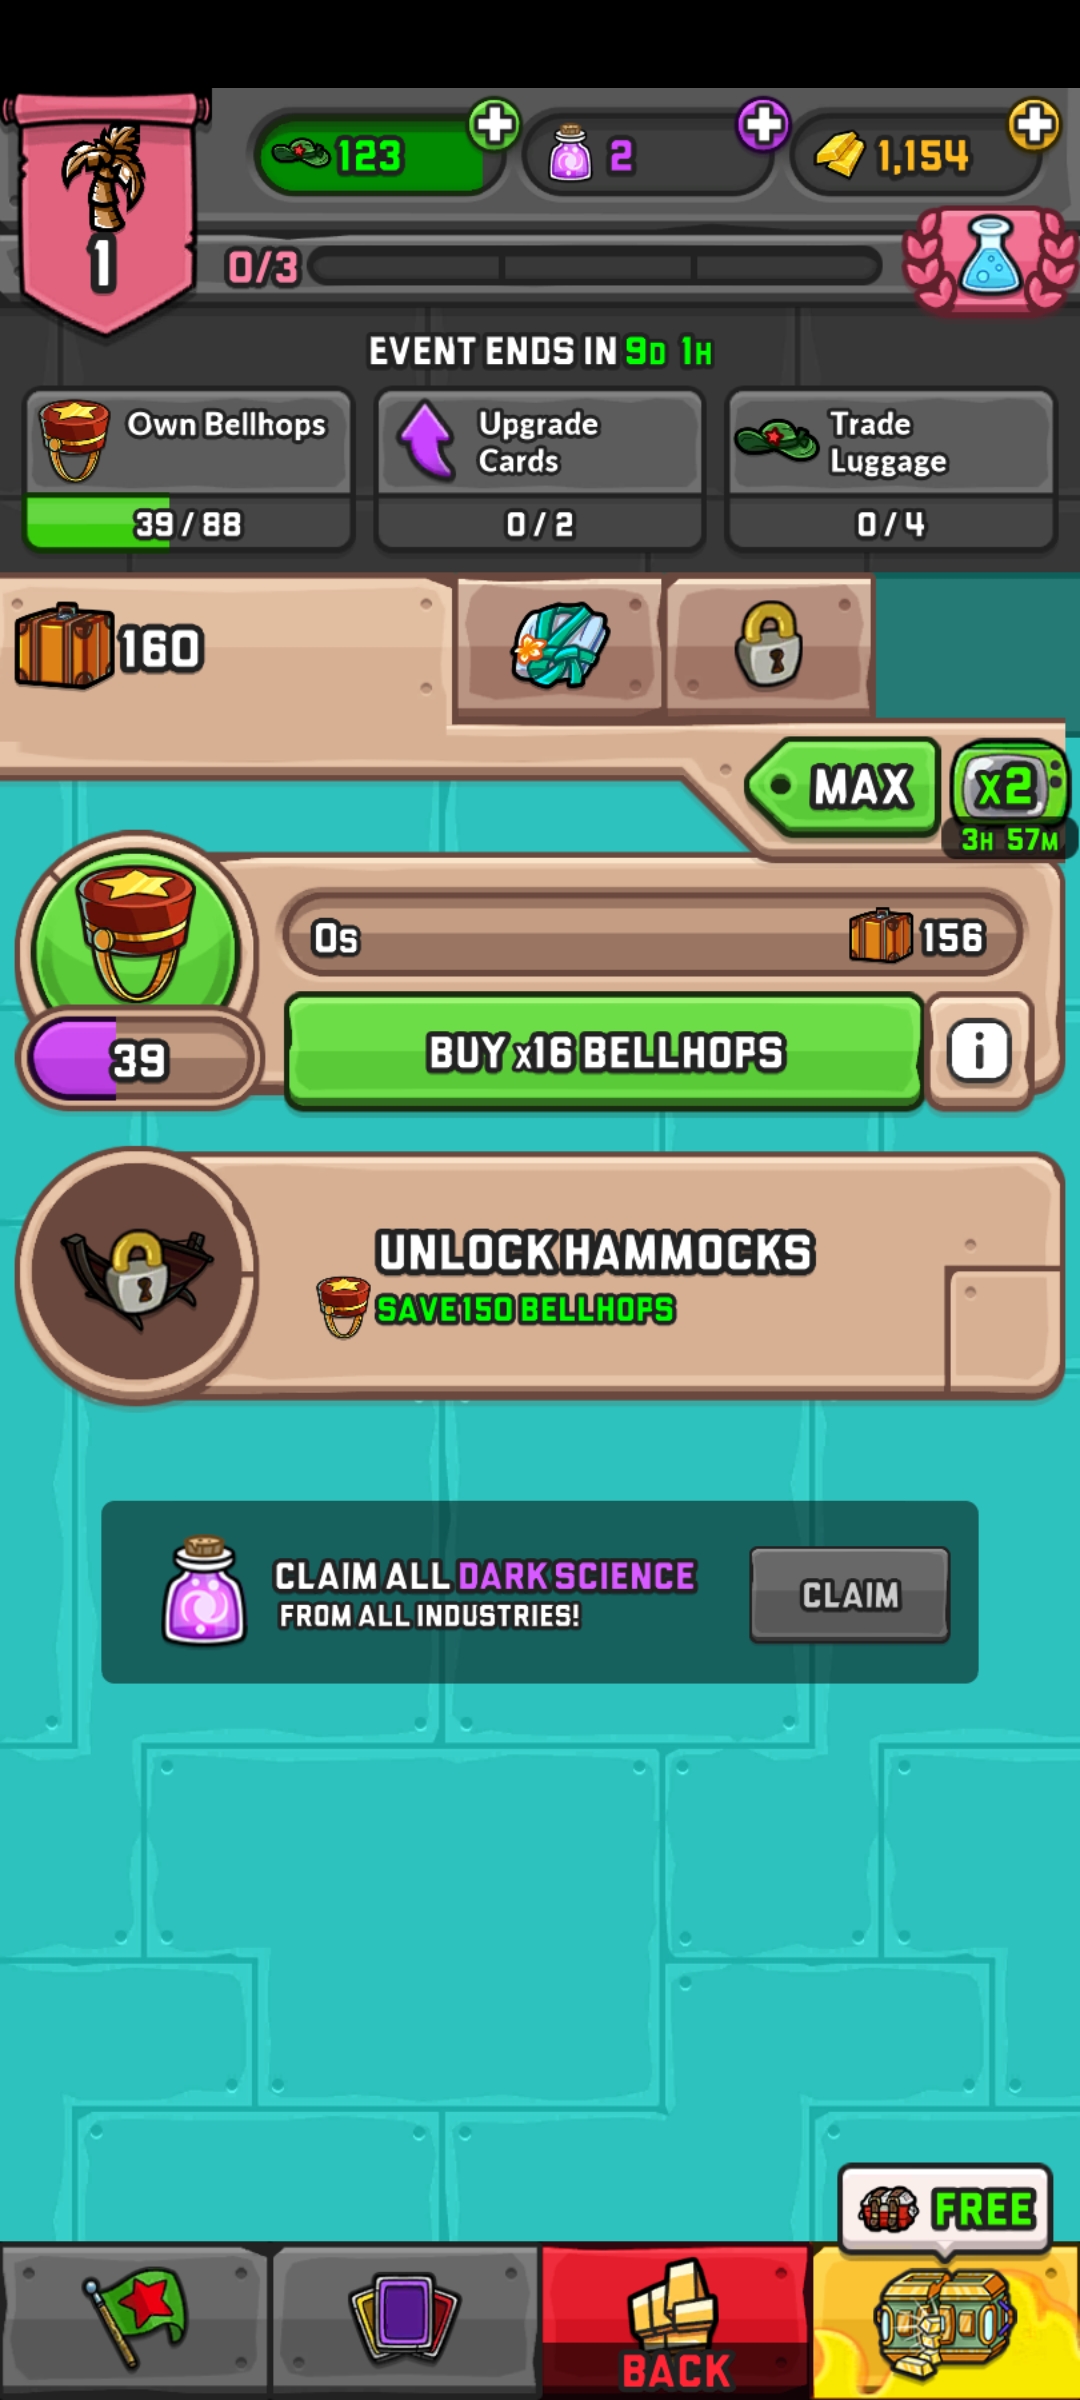 123
2
1,154
1
0/3
EVENT ENDS IN 9D 1H
Own Bellhops
39/88
Upgrade
Cards
0/2
Trade
Luggage
0/4
160
MAX
x2
3H 57M
0s
156
39
BUY x16 BELLHOPS
i
UNLOCK HAMMOCKS
SAVE 150 BELLHOPS
CLAIM ALL DARK SCIENCE
FROM ALL INDUSTRIES!
CLAIM
FREE
BACK